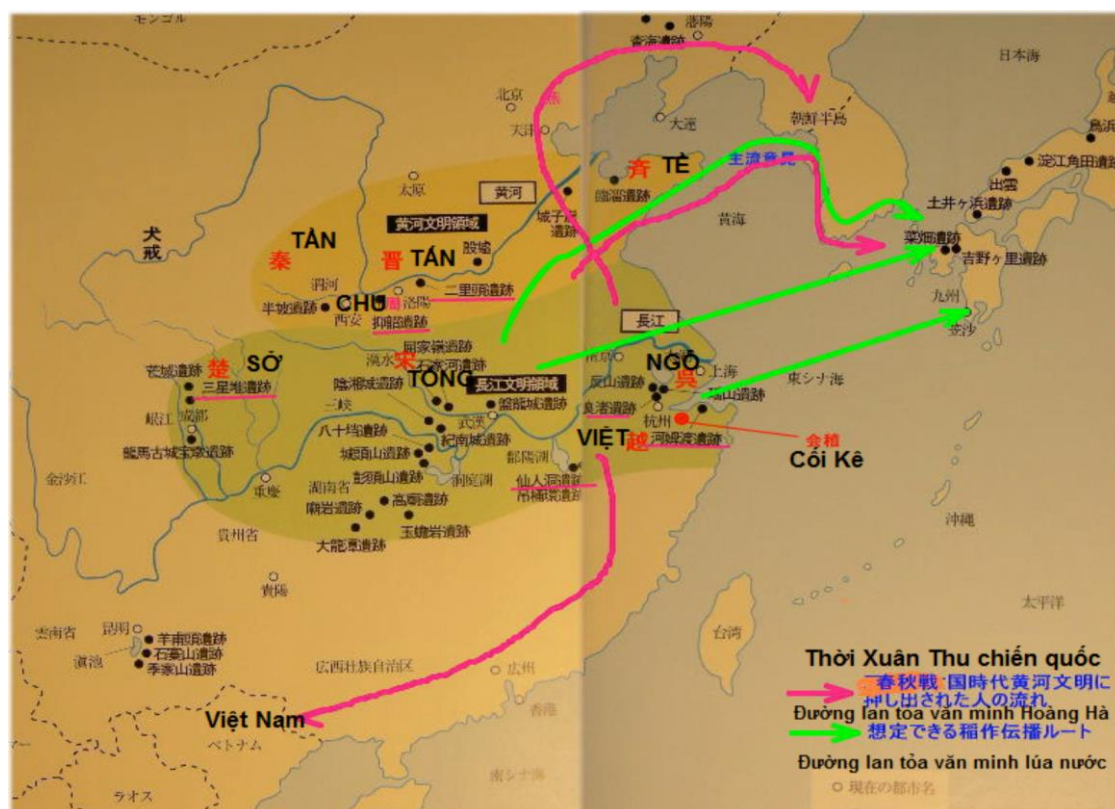 モンゴル
瀋陽
査海遺跡
北京
燕
天津
大連
日本海
朝鮮半島
鳥浜
淀江角田遺跡
出雲
土井ヶ浜遺跡
主流意見
斉 TỀ
臨淄遺跡
太原
黄河
黄河文明領域
城子崖
遺跡
黄海
犬戒
TẦN
秦
晋 TẤN
殷墟
菜畑遺跡
吉野ヶ里遺跡
渭河
二里頭遺跡
CHU 周 洛陽
半坡遺跡
西安
仰韶遺跡
九州
笠沙
長江
屈家嶺遺跡
漢水 宋 石家河遺跡
TỐNG
楚 SỞ
芒城遺跡
三星堆遺跡
陰湘城遺跡
長江文明領域
南京
NGÔ
呉 上海
反山遺跡
瑶山遺跡
東シナ海
岷江 成都
三峡
武漢
盤龍城遺跡
良渚遺跡
杭州
八十垱遺跡
紀南城遺跡
VIỆT 越 河姆渡遺跡
会稽
Cối Kê
龍馬古城宝墩遺跡
城頭山遺跡
鄱陽湖
彭頭山遺跡
洞庭湖
仙人洞遺跡
吊桶環遺跡
金沙江
重慶
湖南省
高廟遺跡
廟岩遺跡
玉蟾岩遺跡
大龍潭遺跡
貴州省
沖縄
貴陽
太平洋
雲南省
昆明
羊甫頭遺跡
滇池
石寨山遺跡
季家山遺跡
台湾
広西壮族自治区
広州
香港
Việt Nam
ベトナム
ラオス
南シナ海
Thời Xuân Thu chiến quốc
春秋戦国時代黄河文明に
押し出された人の流れ
Đường lan tỏa văn minh Hoàng Hà
想定できる稲作伝播ルート
Đường lan tỏa văn minh lúa nước
現在の都市名